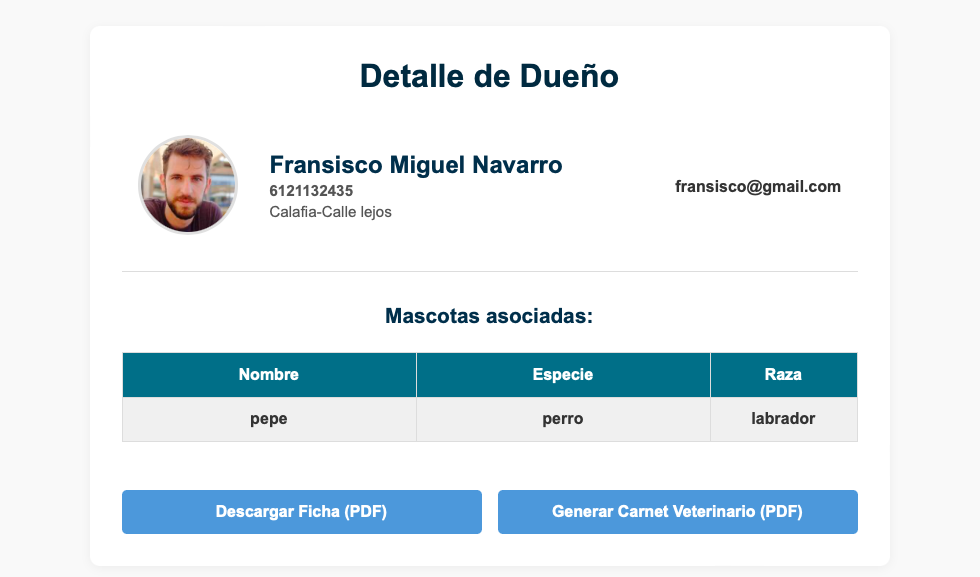 Detalle de Dueño
Fransisco Miguel Navarro
6121132435
Calafia-Calle lejos
fransisco@gmail.com
Mascotas asociadas:
Nombre Especie Raza
pepe perro labrador
Descargar Ficha (PDF) Generar Carnet Veterinario (PDF)